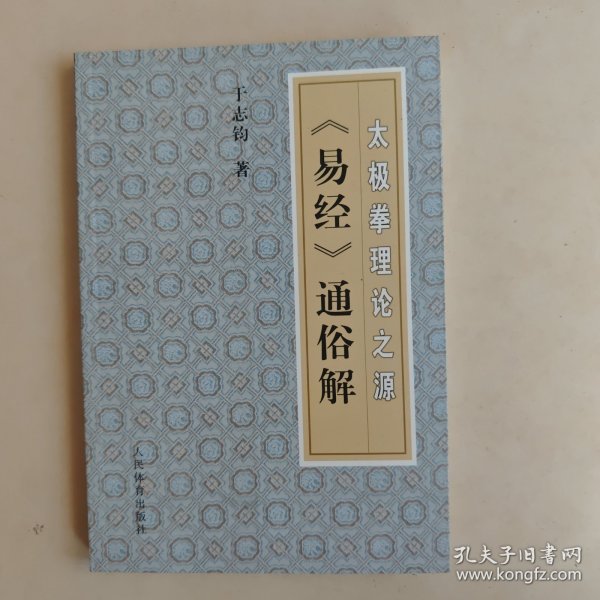 太极拳理论之源
《易经》通俗解
于志钧 著
人民体育出版社
孔夫子旧书网
www.kongfz.com